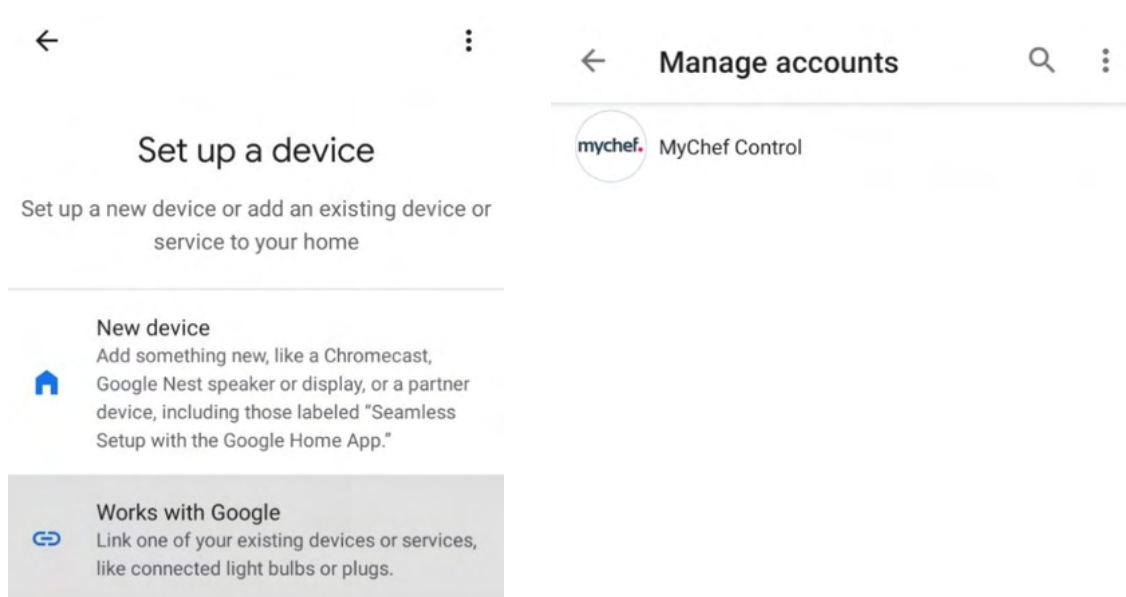 Set up a device
Set up a new device or add an existing device or
service to your home
New device
Add something new, like a Chromecast,
Google Nest speaker or display, or a partner
device, including those labeled “Seamless
Setup with the Google Home App.”
Works with Google
Link one of your existing devices or services,
like connected light bulbs or plugs.
Manage accounts
mychef.
MyChef Control